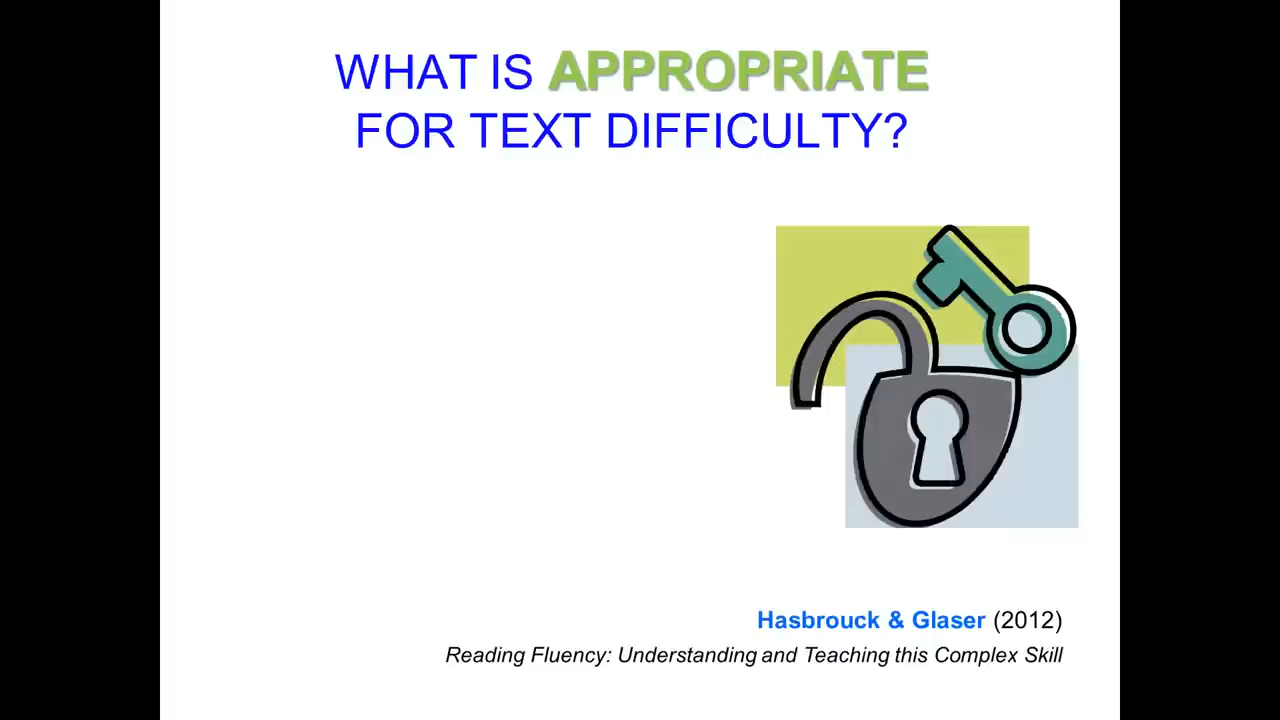 WHAT IS APPROPRIATE
FOR TEXT DIFFICULTY?
Hasbrouck & Glaser (2012)
Reading Fluency: Understanding and Teaching this Complex Skill